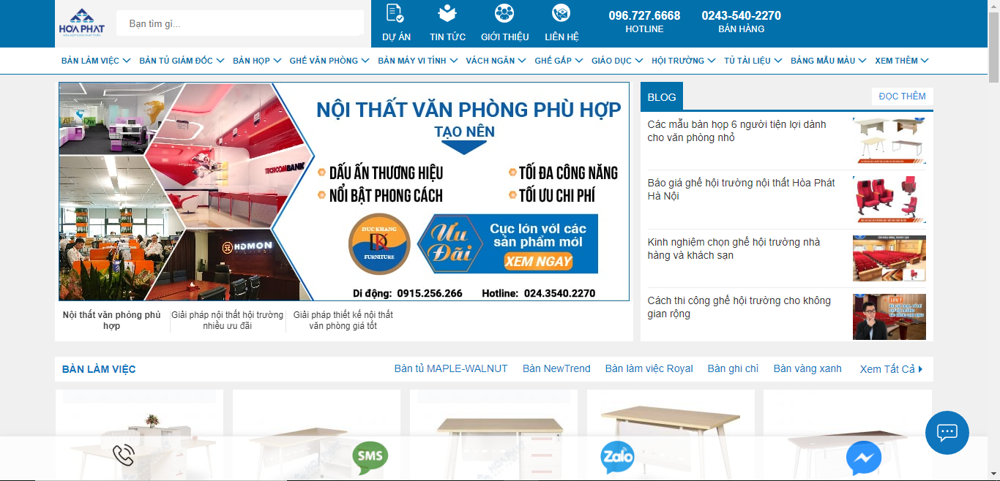 HÒA PHÁT
Bạn tìm gì...
DỰ ÁN
TIN TỨC
GIỚI THIỆU
LIÊN HỆ
096.727.6668
HOTLINE
0243-540-2270
BÁN HÀNG
BÀN LÀM VIỆC
BÀN TỦ GIÁM ĐỐC
BÀN HỌP
GHẾ VĂN PHÒNG
BÀN MÁY VI TÍNH
VÁCH NGĂN
GHẾ GẤP
GIÁO DỤC
HỘI TRƯỜNG
TỦ TÀI LIỆU
BẢNG MẪU MÀU
XEM THÊM
TECHCOMBANK
HDMON
NỘI THẤT VĂN PHÒNG PHÙ HỢP
TẠO NÊN
DẤU ẤN THƯƠNG HIỆU
TỐI ĐA CÔNG NĂNG
NỔI BẬT PHONG CÁCH
TỐI ƯU CHI PHÍ
DUC KHANG
DK
FURNITURE
Ưu
Đãi
Cực lớn với các
sản phẩm mới
XEM NGAY
Di động: 0915.256.266
Hotline: 024.3540.2270
Nội thất văn phòng phù
hợp
Giải pháp nội thất hội trường
nhiều ưu đãi
Giải pháp thiết kế nội thất
văn phòng giá tốt
BLOG
ĐỌC THÊM
Các mẫu bàn họp 6 người tiện lợi dành
cho văn phòng nhỏ
Báo giá ghế hội trường nội thất Hòa Phát
Hà Nội
Kinh nghiệm chọn ghế hội trường nhà
hàng và khách sạn
Cách thi công ghế hội trường cho không
gian rộng
LƯU Ý
BÀN LÀM VIỆC
Bàn tủ MAPLE-WALNUT
Bàn NewTrend
Bàn làm việc Royal
Bàn ghi chì
Bàn vàng xanh
Xem Tất Cả
SMS
Zalo